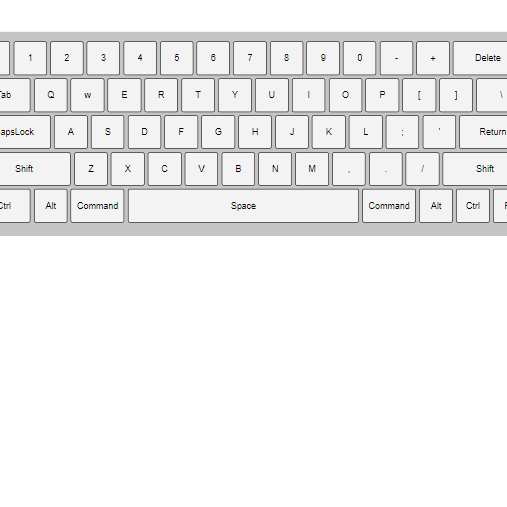 1 2 3 4 5 6 7 8 9 0 - + Delete
Tab Q w E R T Y U I O P [ ] \
apsLock A S D F G H J K L ; ' Return
Shift Z X C V B N M , . / Shift
Ctrl Alt Command Space Command Alt Ctrl